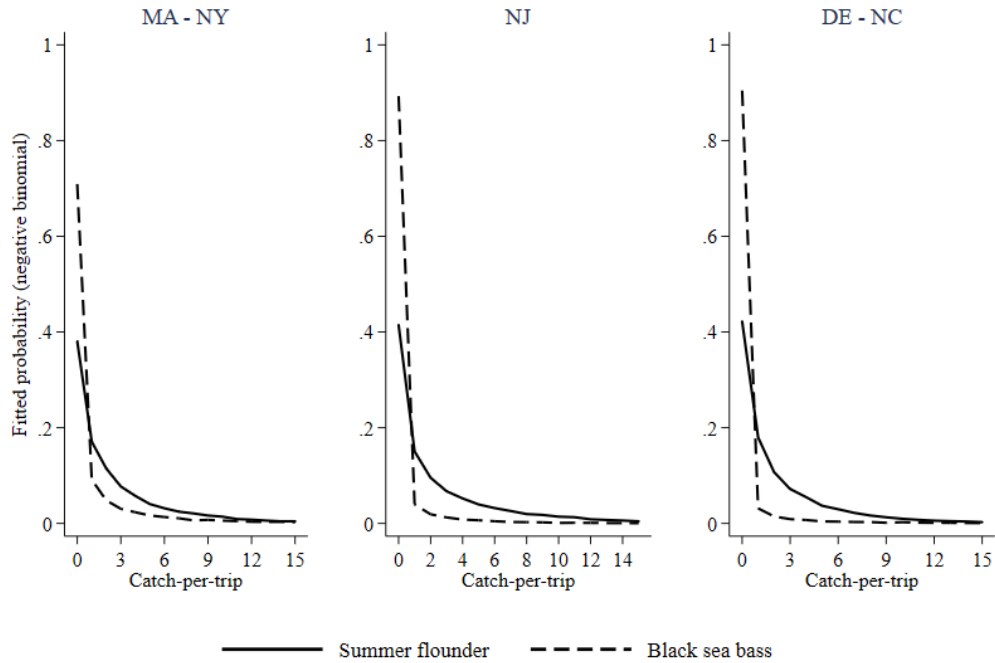 MA - NY
NJ
DE - NC
Fitted probability (negative binomial)
1
.8
.6
.4
.2
0
0 3 6 9 12 15
Catch-per-trip
1
.8
.6
.4
.2
0
0 2 4 6 8 10 12 14
Catch-per-trip
1
.8
.6
.4
.2
0
0 3 6 9 12 15
Catch-per-trip
Summer flounder
Black sea bass